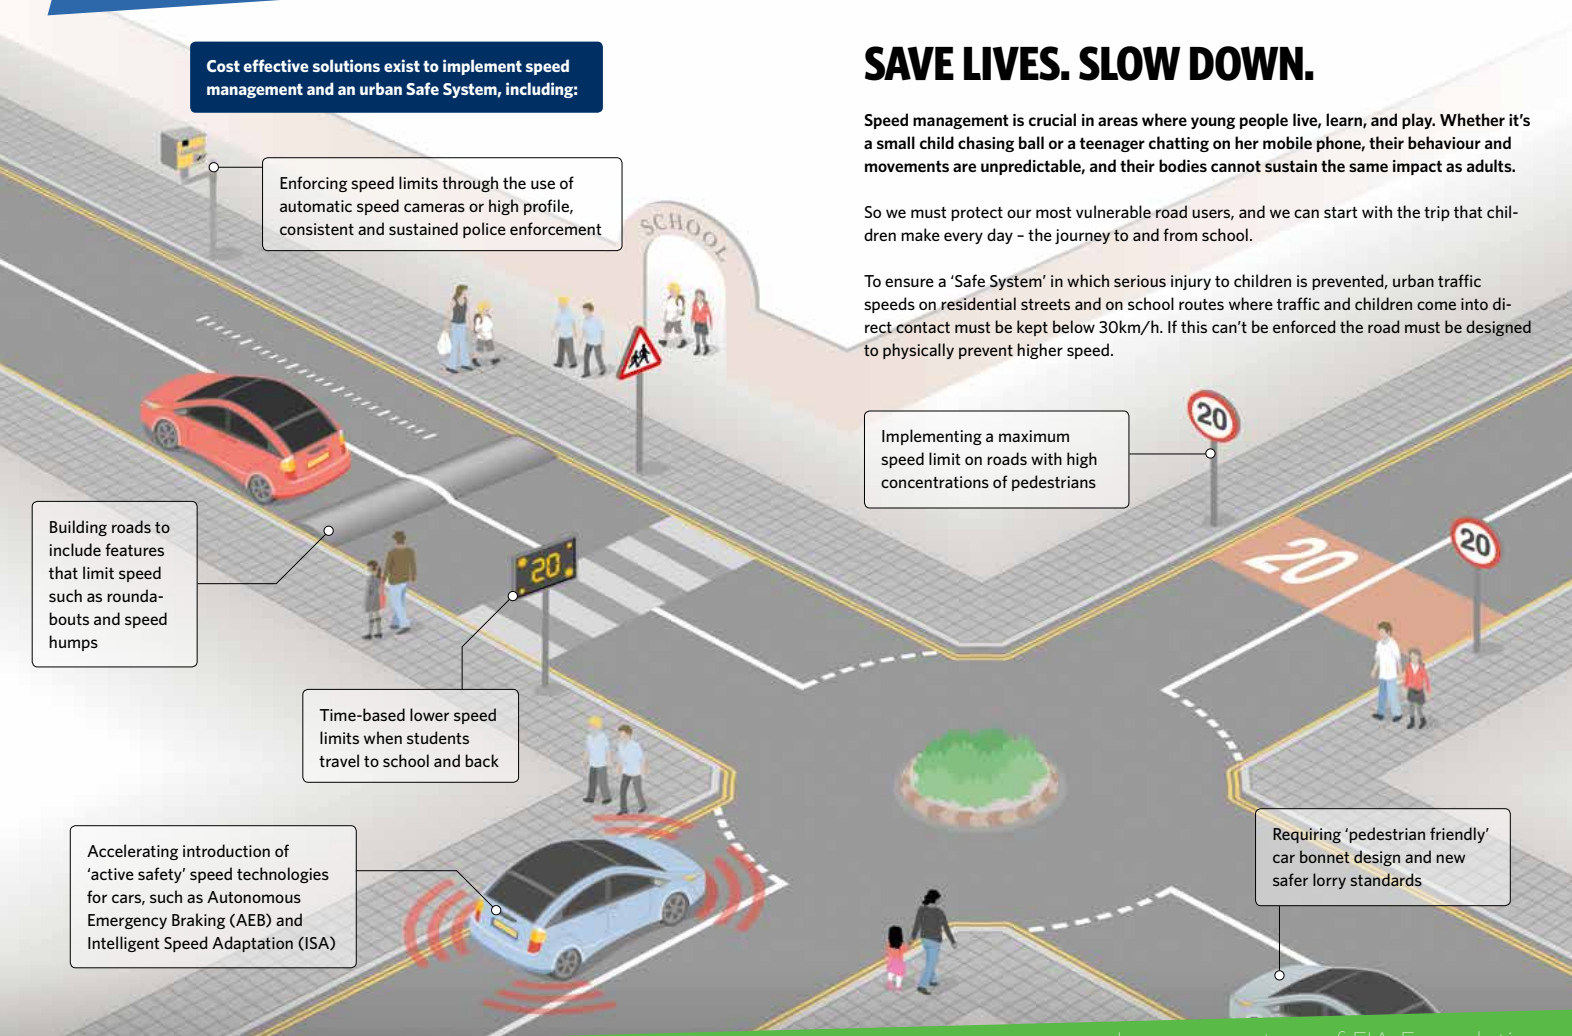 Cost effective solutions exist to implement speed
management and an urban Safe System, including:
SAVE LIVES. SLOW DOWN.
Speed management is crucial in areas where young people live, learn, and play. Whether it's
a small child chasing ball or a teenager chatting on her mobile phone, their behaviour and
movements are unpredictable, and their bodies cannot sustain the same impact as adults.
So we must protect our most vulnerable road users, and we can start with the trip that chil-
dren make every day – the journey to and from school.
To ensure a ‘Safe System’ in which serious injury to children is prevented, urban traffic
speeds on residential streets and on school routes where traffic and children come into di-
rect contact must be kept below 30km/h. If this can't be enforced the road must be designed
to physically prevent higher speed.
Enforcing speed limits through the use of
automatic speed cameras or high profile,
consistent and sustained police enforcement
SCHOOL
20
Implementing a maximum
speed limit on roads with high
concentrations of pedestrians
20
20
Building roads to
include features
that limit speed
such as rounda-
bouts and speed
humps
20
Time-based lower speed
limits when students
travel to school and back
Accelerating introduction of
‘active safety’ speed technologies
for cars, such as Autonomous
Emergency Braking (AEB) and
Intelligent Speed Adaptation (ISA)
Requiring ‘pedestrian friendly’
car bonnet design and new
safer lorry standards